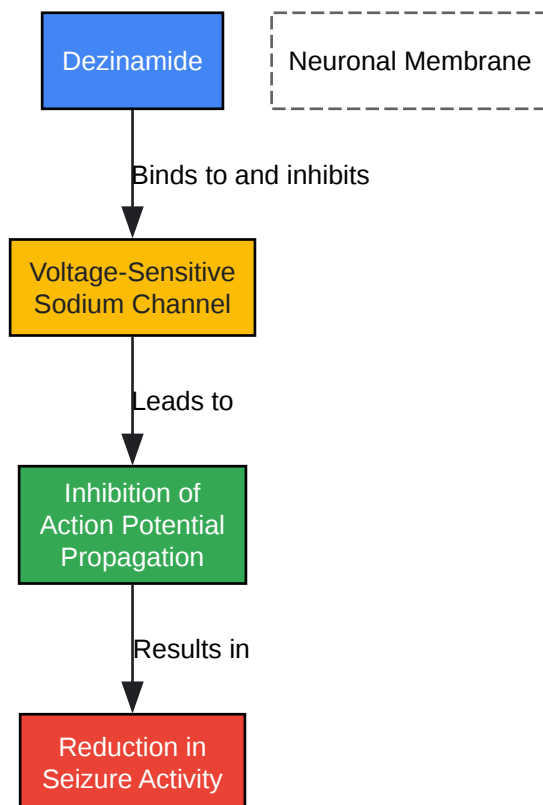 Dezinamide
Neuronal Membrane
Binds to and inhibits
Voltage-Sensitive
Sodium Channel
Leads to
Inhibition of
Action Potential
Propagation
Results in
Reduction in
Seizure Activity